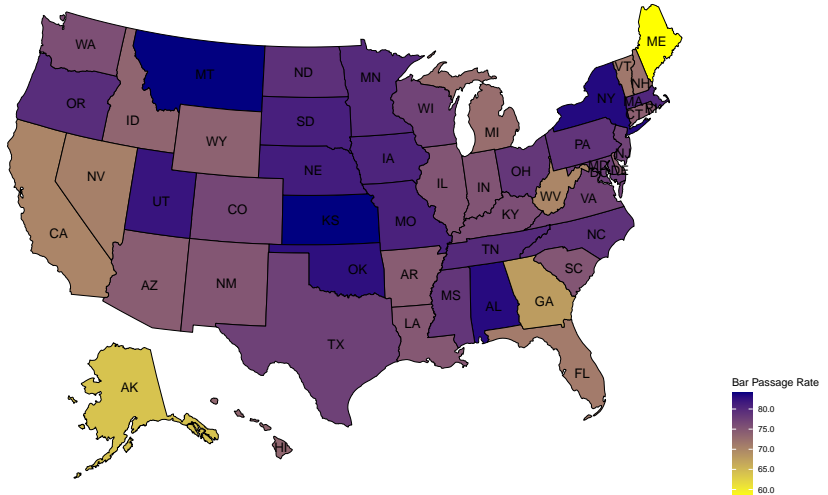 ME
WA
VT
NH
MT
ND
MN
OR
NY
MA
ID
SD
WI
MI
CT
RI
WY
PA
NJ
IA
NE
OH
MD
DE
NV
UT
IL
IN
DC
WV
VA
CO
KS
MO
KY
CA
NC
TN
OK
AZ
NM
AR
SC
MS
AL
GA
LA
TX
FL
AK
HI
Bar Passage Rate
80.0
75.0
70.0
65.0
60.0